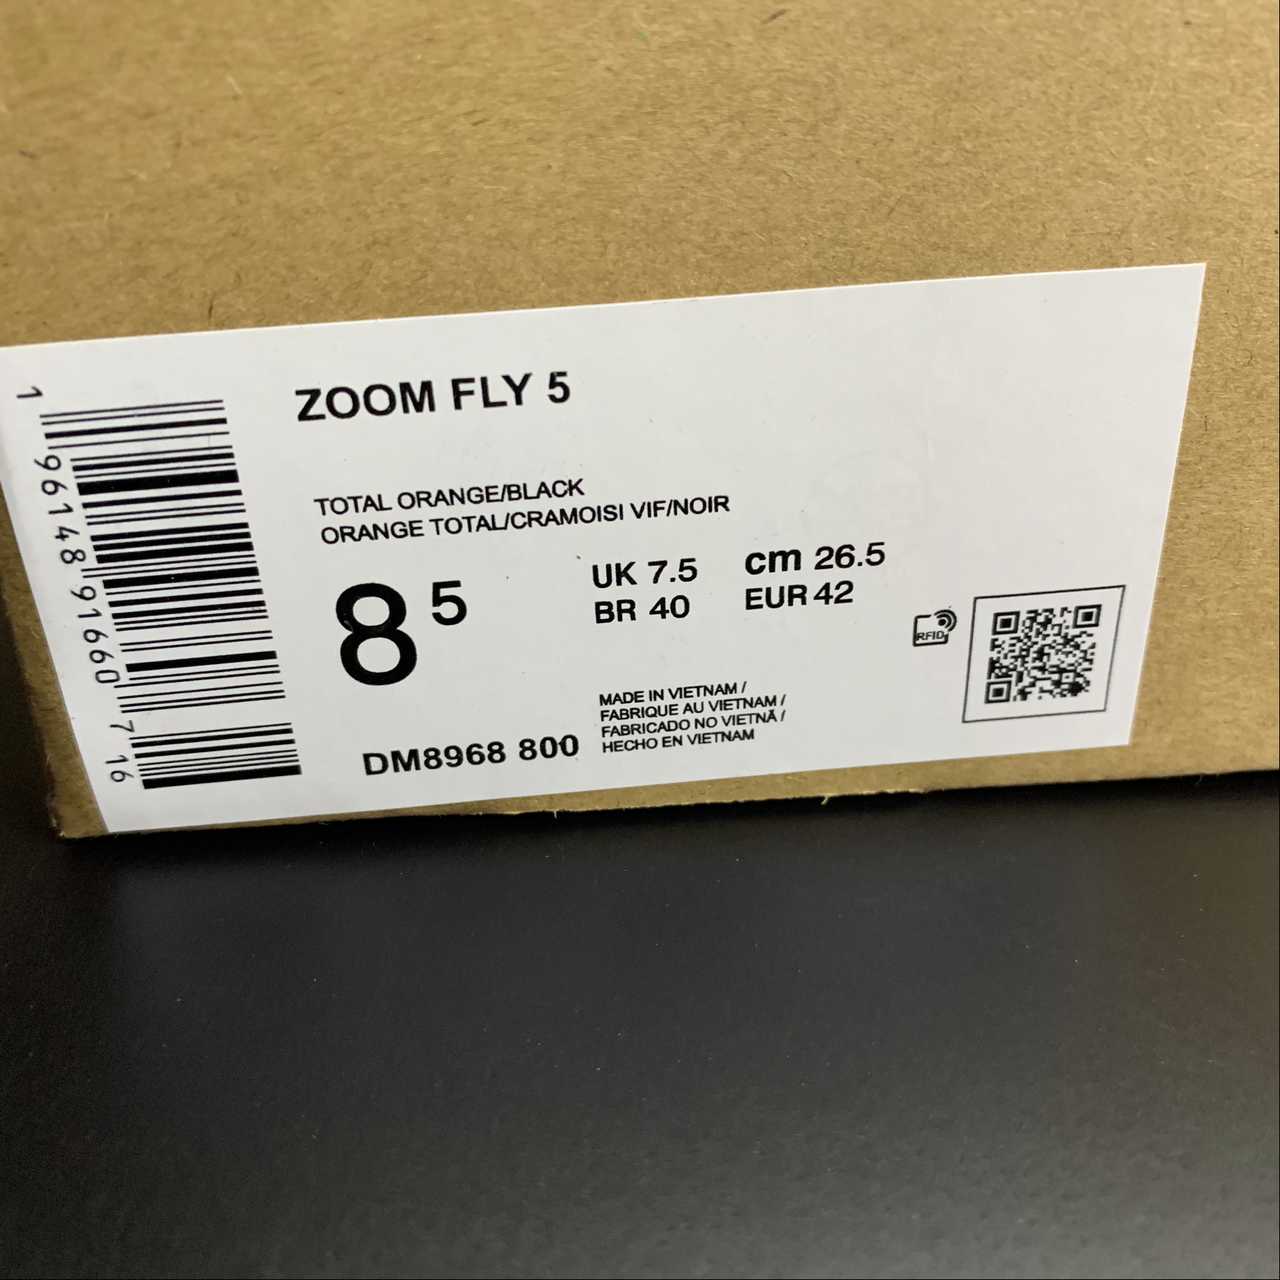 ZOOM FLY 5
TOTAL ORANGE/BLACK
ORANGE TOTAL/CRAMOISI VIF/NOIR
8 5
UK 7.5 cm 26.5
BR 40 EUR 42
RFID
MADE IN VIETNAM /
FABRIQUE AU VIETNAM /
FABRICADO NO VIETNÃ /
HECHO EN VIETNAM
DM8968 800
1 96148 91660 7 16